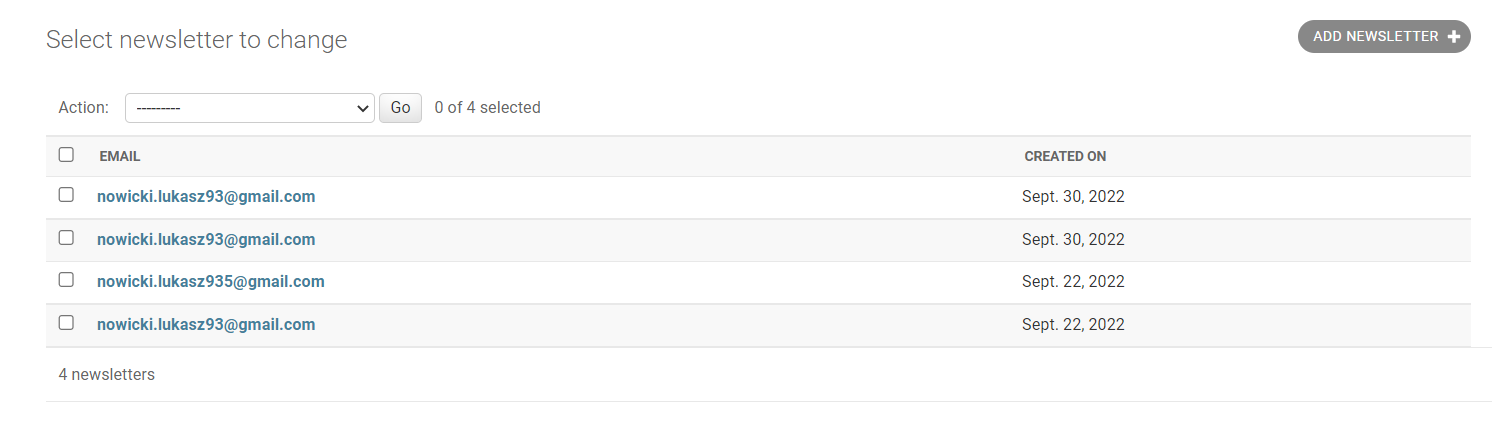 Select newsletter to change
ADD NEWSLETTER
Action: --------- Go 0 of 4 selected
EMAIL CREATED ON
nowicki.lukasz93@gmail.com Sept. 30, 2022
nowicki.lukasz93@gmail.com Sept. 30, 2022
nowicki.lukasz935@gmail.com Sept. 22, 2022
nowicki.lukasz93@gmail.com Sept. 22, 2022
4 newsletters